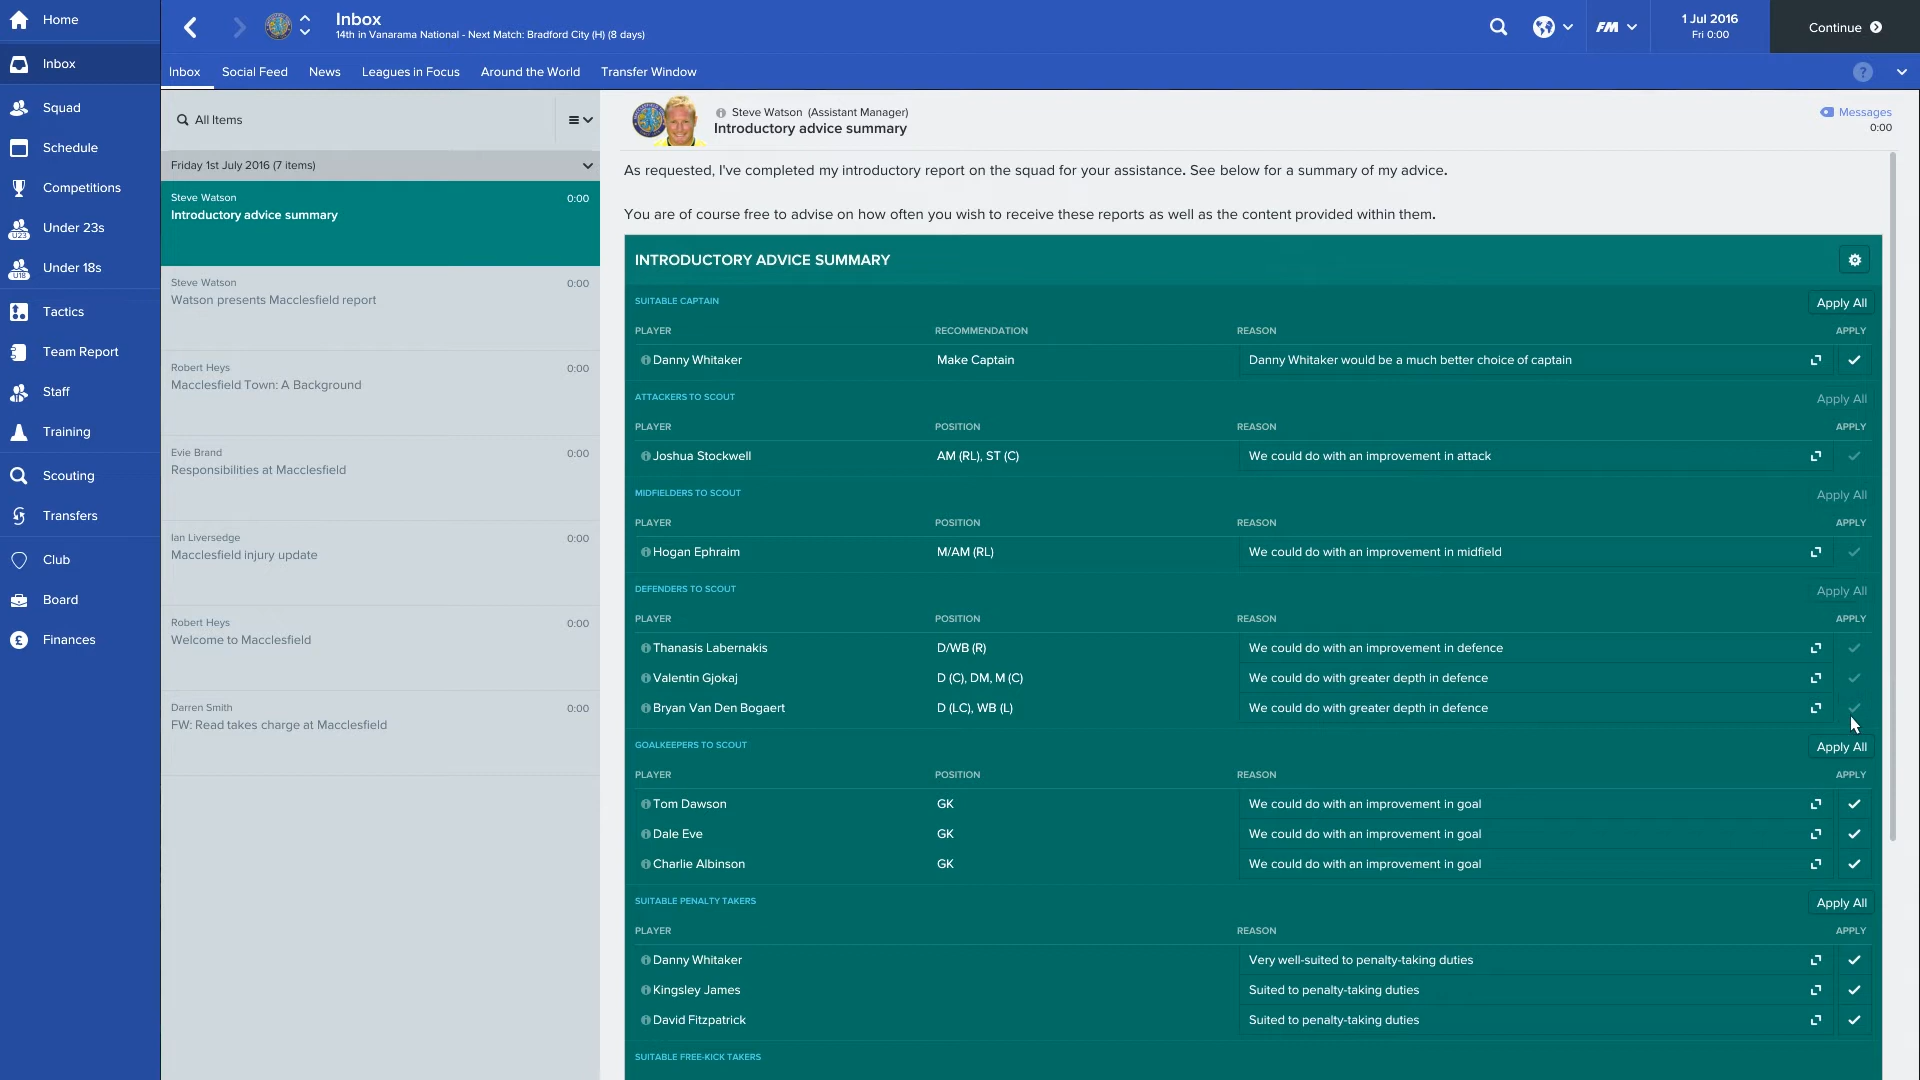 Home
Inbox
Squad
Schedule
Competitions
Under 23s
Under 18s
Tactics
Team Report
Staff
Training
Scouting
Transfers
Club
Board
Finances
Inbox
14th in Vanarama National - Next Match: Bradford City (H) (8 days)
FM
1 Jul 2016
Fri 0:00
Continue
Inbox Social Feed News Leagues in Focus Around the World Transfer Window
?
All Items
Friday 1st July 2016 (7 items)
Steve Watson 0:00
Introductory advice summary
Steve Watson 0:00
Watson presents Macclesfield report
Robert Heys 0:00
Macclesfield Town: A Background
Evie Brand 0:00
Responsibilities at Macclesfield
Ian Liversedge 0:00
Macclesfield injury update
Robert Heys 0:00
Welcome to Macclesfield
Darren Smith 0:00
FW: Read takes charge at Macclesfield
Steve Watson (Assistant Manager)
Introductory advice summary
Messages
0:00
As requested, I've completed my introductory report on the squad for your assistance. See below for a summary of my advice.
You are of course free to advise on how often you wish to receive these reports as well as the content provided within them.
INTRODUCTORY ADVICE SUMMARY
SUITABLE CAPTAIN Apply All
PLAYER RECOMMENDATION REASON APPLY
Danny Whitaker Make Captain Danny Whitaker would be a much better choice of captain
ATTACKERS TO SCOUT Apply All
PLAYER POSITION REASON APPLY
Joshua Stockwell AM (RL), ST (C) We could do with an improvement in attack
MIDFIELDERS TO SCOUT Apply All
PLAYER POSITION REASON APPLY
Hogan Ephraim M/AM (RL) We could do with an improvement in midfield
DEFENDERS TO SCOUT Apply All
PLAYER POSITION REASON APPLY
Thanasis Labernakis D/WB (R) We could do with an improvement in defence
Valentin Gjokaj D (C), DM, M (C) We could do with greater depth in defence
Bryan Van Den Bogaert D (LC), WB (L) We could do with greater depth in defence
GOALKEEPERS TO SCOUT Apply All
PLAYER POSITION REASON APPLY
Tom Dawson GK We could do with an improvement in goal
Dale Eve GK We could do with an improvement in goal
Charlie Albinson GK We could do with an improvement in goal
SUITABLE PENALTY TAKERS Apply All
PLAYER REASON APPLY
Danny Whitaker Very well-suited to penalty-taking duties
Kingsley James Suited to penalty-taking duties
David Fitzpatrick Suited to penalty-taking duties
SUITABLE FREE-KICK TAKERS